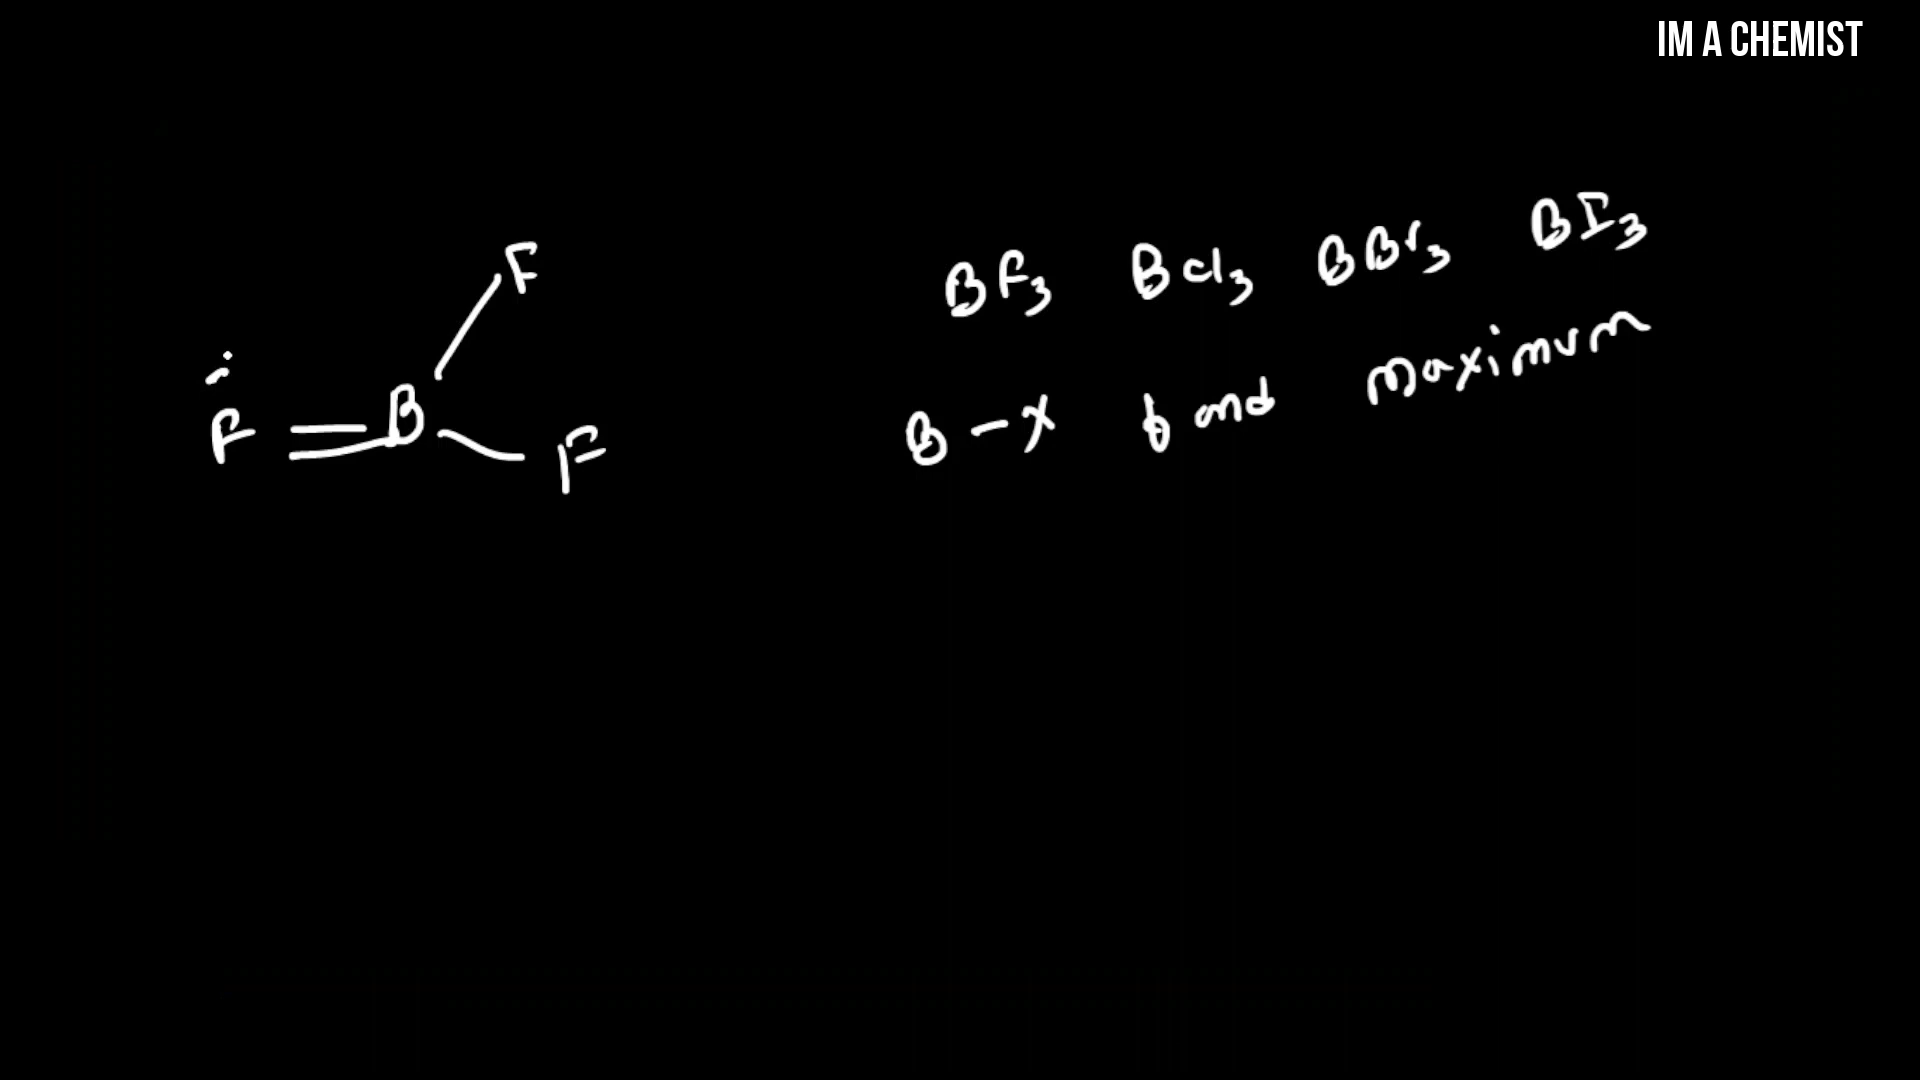 IM A CHEMIST
F
F = B
F
BF3 BCl3 BBr3 BI3
B-X bond maximum